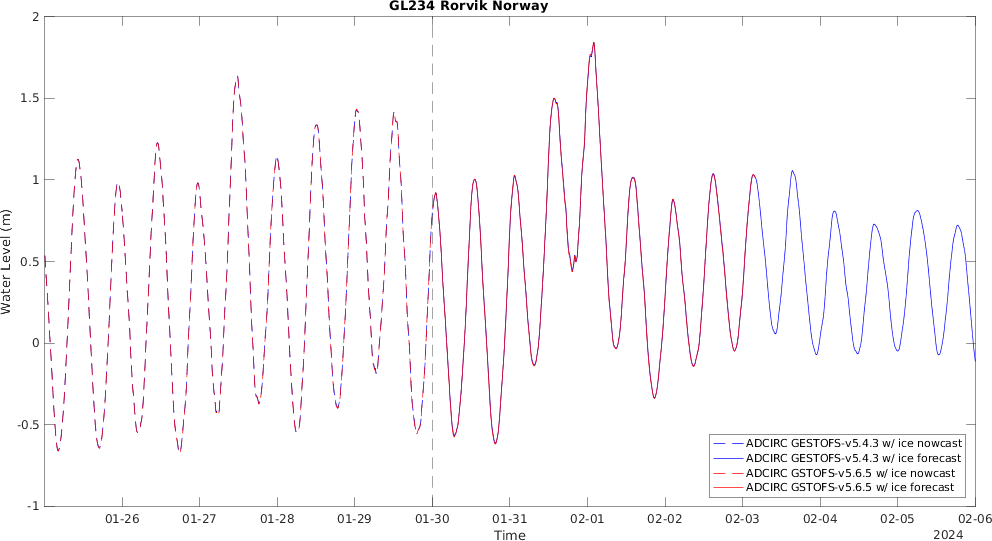 GL234 Rorvik Norway
2
1.5
1
0.5
0
-0.5
-1
Water Level (m)
ADCIRC GESTOFS-v5.4.3 w/ ice nowcast
ADCIRC GESTOFS-v5.4.3 w/ ice forecast
ADCIRC GSTOFS-v5.6.5 w/ ice nowcast
ADCIRC GSTOFS-v5.6.5 w/ ice forecast
01-26 01-27 01-28 01-29 01-30 01-31 02-01 02-02 02-03 02-04 02-05 02-06
Time
2024